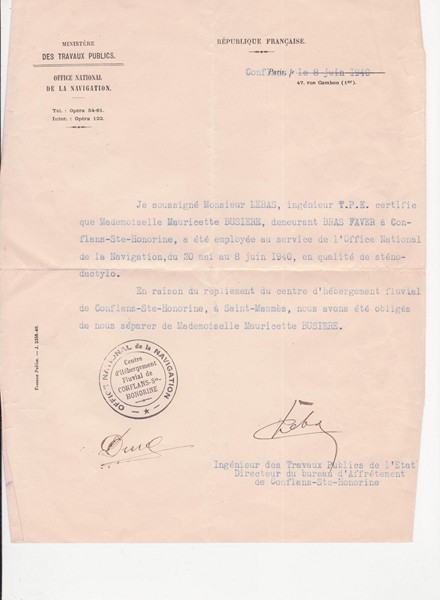 MINISTÈRE
DES TRAVAUX PUBLICS.
OFFICE NATIONAL
DE LA NAVIGATION.
Tél. : Opera 54-61.
Inter. : Opéra 122.
RÉPUBLIQUE FRANÇAISE.
Confl Paris, le 8 juin 1940
47, rue Cambon (1er).
Je soussigné Monsieur LEBAS, ingénieur T.P.E. certifie
que Mademoiselle Mauricette BUSIERE, demeurant BRAS FAVER à Con-
flans-Ste-Honorine, a été employée au service de l'Office National
de la Navigation, du 20 mai au 8 juin 1940, en qualité de sténo-
dactylo.
En raison du repliement du centre d'hébergement fluvial
de Conflans-Ste-Honorine, à Saint-Mammès, nous avons été obligés
de nous séparer de Mademoiselle Mauricette BUSIERE.
OFFICE NATIONAL de la NAVIGATION
Centre
d'Hébergement
Fluvial de
CONFLANS-Ste-
HONORINE
Ingénieur des Travaux Publics de l'Etat
Directeur du bureau d'Affrètement
de Conflans-Ste-Honorine